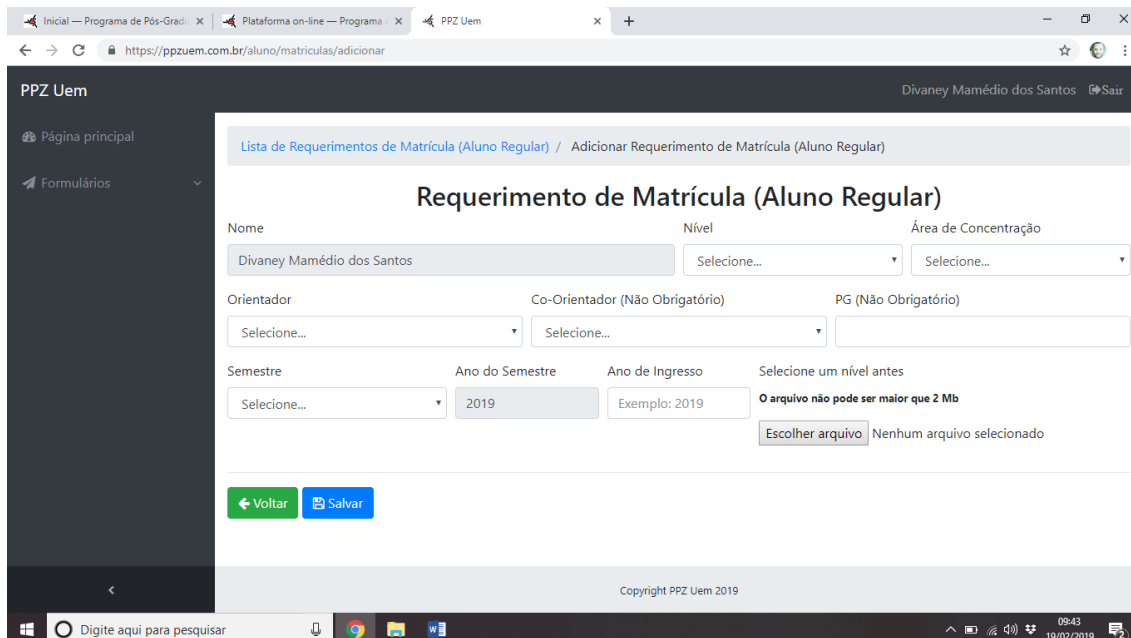 Inicial — Programa de Pós-Gradu
Plataforma on-line — Programa
PPZ Uem
https://ppzuem.com.br/aluno/matriculas/adicionar
PPZ Uem
Divaney Mamédio dos Santos Sair
Página principal
Formulários
Lista de Requerimentos de Matrícula (Aluno Regular) / Adicionar Requerimento de Matrícula (Aluno Regular)
Requerimento de Matrícula (Aluno Regular)
Nome Nível Área de Concentração
Divaney Mamédio dos Santos Selecione... Selecione...
Orientador Co-Orientador (Não Obrigatório) PG (Não Obrigatório)
Selecione... Selecione...
Semestre Ano do Semestre Ano de Ingresso Selecione um nível antes
O arquivo não pode ser maior que 2 Mb
Selecione... 2019 Exemplo: 2019
Escolher arquivo Nenhum arquivo selecionado
Voltar Salvar
Copyright PPZ Uem 2019
Digite aqui para pesquisar
09:43
19/02/2019